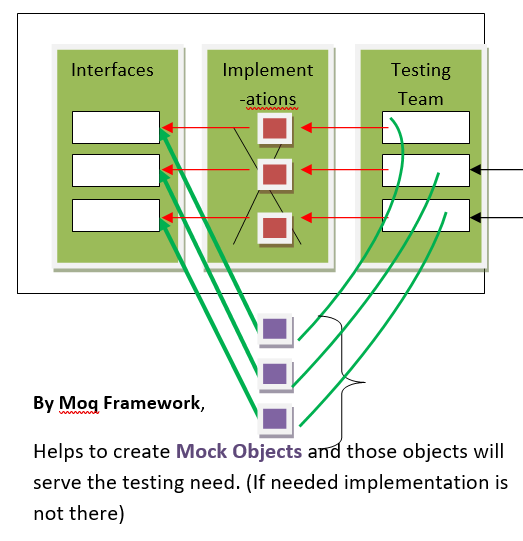 Interfaces
Implement
-ations
Testing
Team
By Moq Framework,
Helps to create Mock Objects and those objects will
serve the testing need. (If needed implementation is
not there)